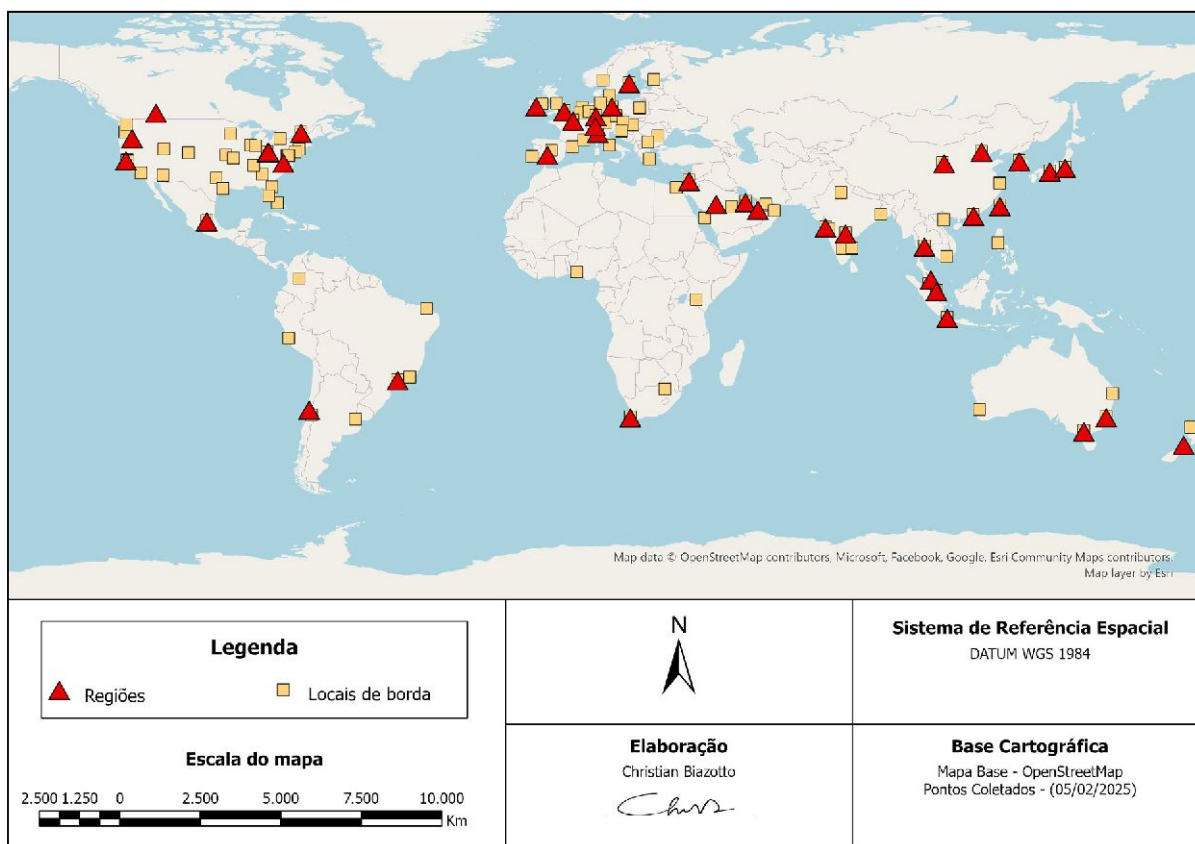 Map data © OpenStreetMap contributors, Microsoft, Facebook, Google, Esri Community Maps contributors.
Map layer by Esri
Legenda
Regiões
Locais de borda
Escala do mapa
2.500 1.250 0 2.500 5.000 7.500 10.000
Km
N
Elaboração
Christian Biazotto
Sistema de Referência Espacial
DATUM WGS 1984
Base Cartográfica
Mapa Base - OpenStreetMap
Pontos Coletados - (05/02/2025)